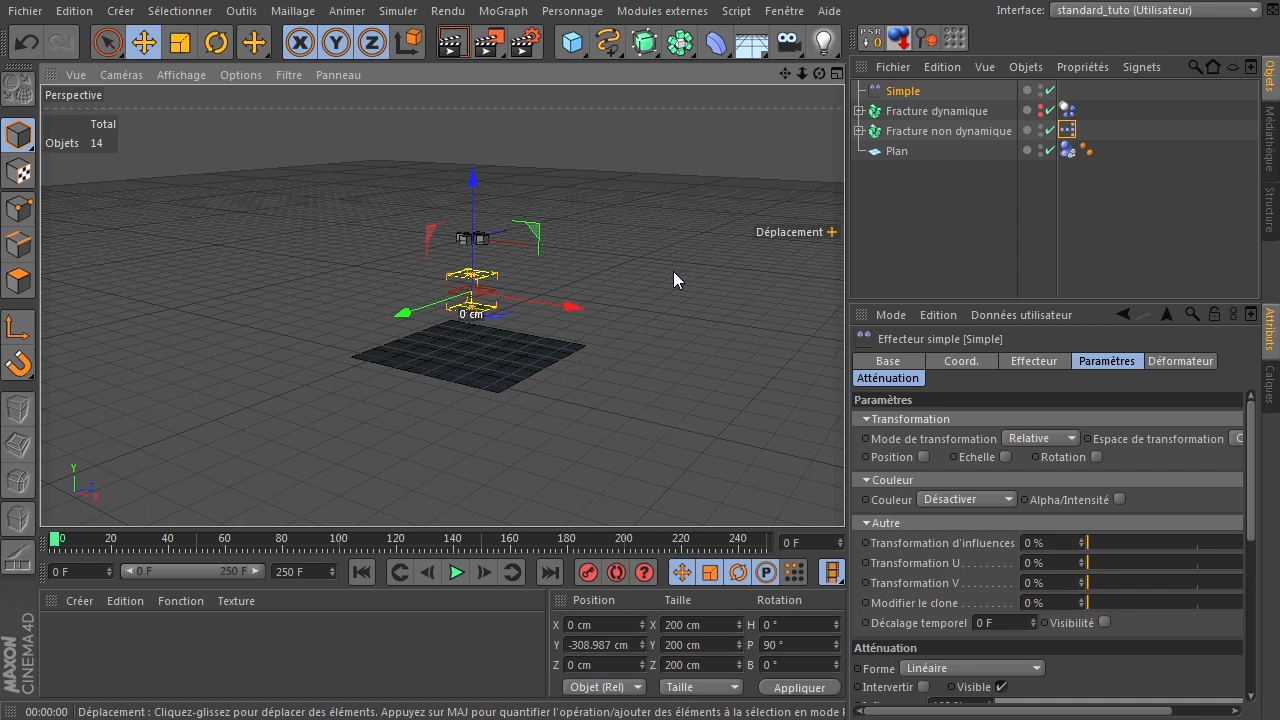 Fichier Edition Créer Sélectionner Outils Maillage Animer Simuler Rendu MoGraph Personnage Modules externes Script Fenêtre Aide Interface: standard_tuto (Utilisateur)
X Y Z PSR 0
Vue Caméras Affichage Options Filtre Panneau
Fichier Edition Vue Objets Propriétés Signets
Perspective
Total
Objets 14
Simple
Fracture dynamique
Fracture non dynamique
Plan
Objets
Médiathèque
Structure
Déplacement
0 cm
Y
Z
X
Mode Edition Données utilisateur
Effecteur simple [Simple]
Base Coord. Effecteur Paramètres Déformateur
Atténuation
Attributs
Calques
Paramètres
Transformation
Mode de transformation Relative Espace de transformation
Position Echelle Rotation
Couleur
Couleur Désactiver Alpha/Intensité
Autre
Transformation d'influences 0 %
Transformation U 0 %
Transformation V 0 %
Modifier le clone 0 %
Décalage temporel 0 F Visibilité
Atténuation
Forme Linéaire
Intervertir Visible
0 20 40 60 80 100 120 140 160 180 200 220 240 0 F
0 F 0 F 250 F 250 F
P
Créer Edition Fonction Texture
Position Taille Rotation
X 0 cm X 200 cm H 0 °
Y -308.987 cm Y 200 cm P 90 °
Z 0 cm Z 200 cm B 0 °
Objet (Rel) Taille Appliquer
MAXON CINEMA 4D
00:00:00 Déplacement : Cliquez-glissez pour déplacer des éléments. Appuyez sur MAJ pour quantifier l'opération/ajouter des éléments à la sélection en mode